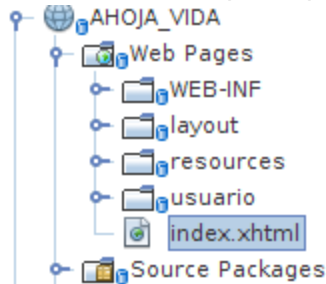 AHOJA_VIDA
Web Pages
WEB-INF
layout
resources
usuario
index.xhtml
Source Packages